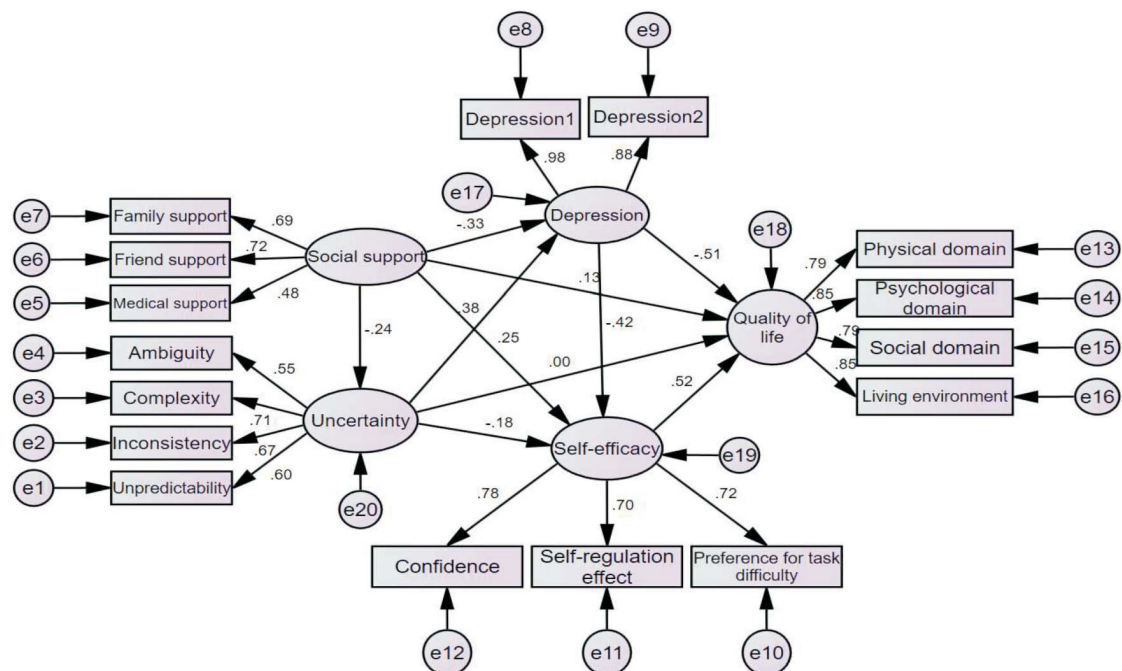 e8
e9
Depression1
Depression2
.98
.88
e17
Depression
e7
Family support
.69
-.33
e18
e6
Friend support
.72
Social support
-.51
Physical domain
e13
e5
Medical support
.48
.13
.79
Psychological
domain
e14
.85
Quality of
life
-.24
.38
.25
-.42
.79
Social domain
e15
e4
Ambiguity
.55
.00
.85
Living environment
e16
e3
Complexity
.52
Uncertainty
.71
-.18
Self-efficacy
e19
e2
Inconsistency
.67
e1
Unpredictability
.60
e20
.78
.70
.72
Confidence
Self-regulation
effect
Preference for task
difficulty
e12
e11
e10